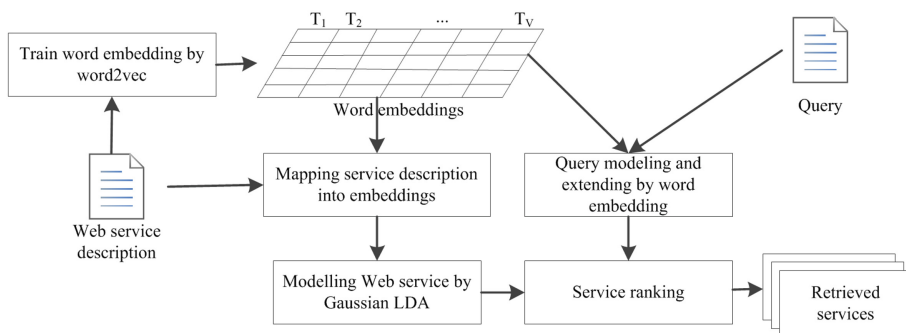 T1 T2 ... TV
Train word embedding by
word2vec
Word embeddings
Query
Mapping service description
into embeddings
Query modeling and
extending by word
embedding
Web service
description
Modelling Web service by
Gaussian LDA
Service ranking
Retrieved
services